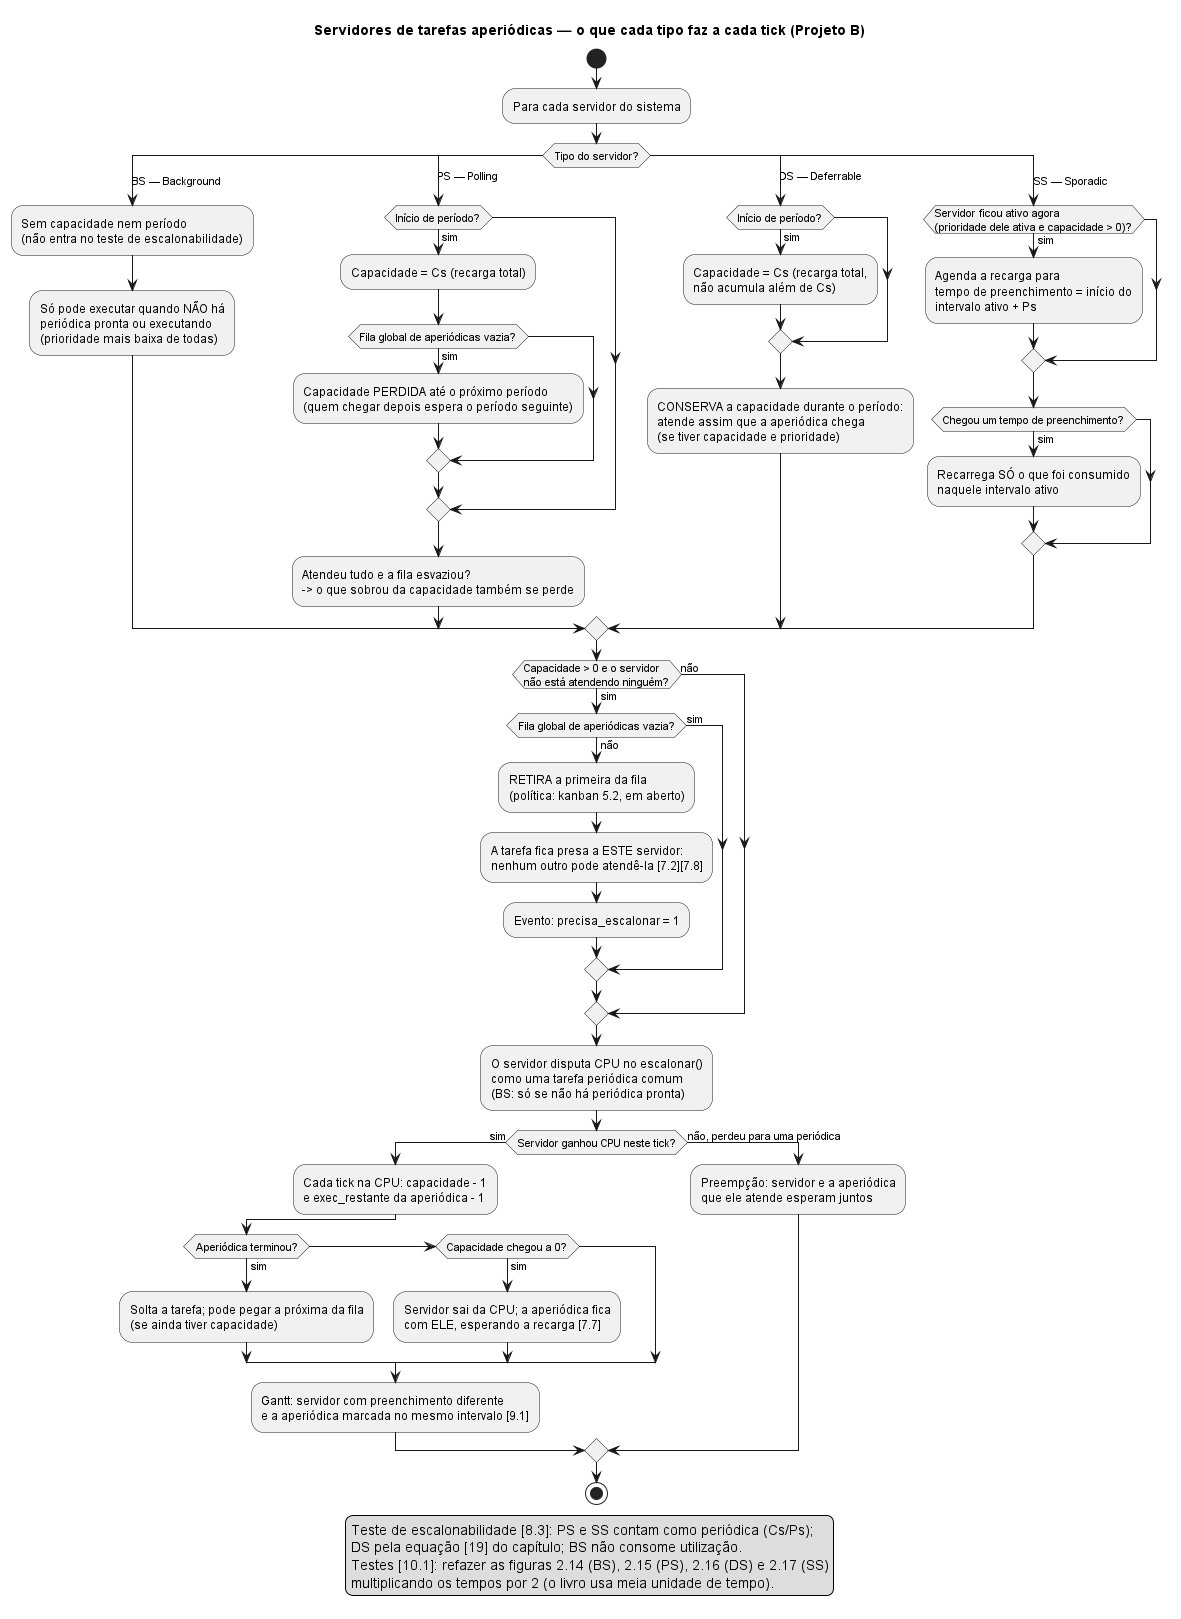 Servidores de tarefas aperiódicas — o que cada tipo faz a cada tick (Projeto B)
Para cada servidor do sistema
Tipo do servidor?
BS — Background
Sem capacidade nem período
(não entra no teste de escalonabilidade)
Só pode executar quando NÃO há
periódica pronta ou executando
(prioridade mais baixa de todas)
PS — Polling
Início de período?
sim
Capacidade = Cs (recarga total)
Fila global de aperiódicas vazia?
sim
Capacidade PERDIDA até o próximo período
(quem chegar depois espera o período seguinte)
Atendeu tudo e a fila esvaziou?
-> o que sobrou da capacidade também se perde
DS — Deferrable
Início de período?
sim
Capacidade = Cs (recarga total,
não acumula além de Cs)
CONSERVA a capacidade durante o período:
atende assim que a aperiódica chega
(se tiver capacidade e prioridade)
SS — Sporadic
Servidor ficou ativo agora
(prioridade dele ativa e capacidade > 0)?
sim
Agenda a recarga para
tempo de preenchimento = início do
intervalo ativo + Ps
Chegou um tempo de preenchimento?
sim
Recarrega SÓ o que foi consumido
naquele intervalo ativo
Capacidade > 0 e o servidor
não está atendendo ninguém?
não
sim
Fila global de aperiódicas vazia?
sim
não
RETIRA a primeira da fila
(política: kanban 5.2, em aberto)
A tarefa fica presa a ESTE servidor:
nenhum outro pode atendê-la [7.2][7.8]
Evento: precisa_escalonar = 1
O servidor disputa CPU no escalonar()
como uma tarefa periódica comum
(BS: só se não há periódica pronta)
Servidor ganhou CPU neste tick?
sim
não, perdeu para uma periódica
Cada tick na CPU: capacidade - 1
e exec_restante da aperiódica - 1
Preempção: servidor e a aperiódica
que ele atende esperam juntos
Aperiódica terminou?
sim
Capacidade chegou a 0?
sim
Solta a tarefa; pode pegar a próxima da fila
(se ainda tiver capacidade)
Servidor sai da CPU; a aperiódica fica
com ELE, esperando a recarga [7.7]
Gantt: servidor com preenchimento diferente
e a aperiódica marcada no mesmo intervalo [9.1]
Teste de escalonabilidade [8.3]: PS e SS contam como periódica (Cs/Ps);
DS pela equação [19] do capítulo; BS não consome utilização.
Testes [10.1]: refazer as figuras 2.14 (BS), 2.15 (PS), 2.16 (DS) e 2.17 (SS)
multiplicando os tempos por 2 (o livro usa meia unidade de tempo).